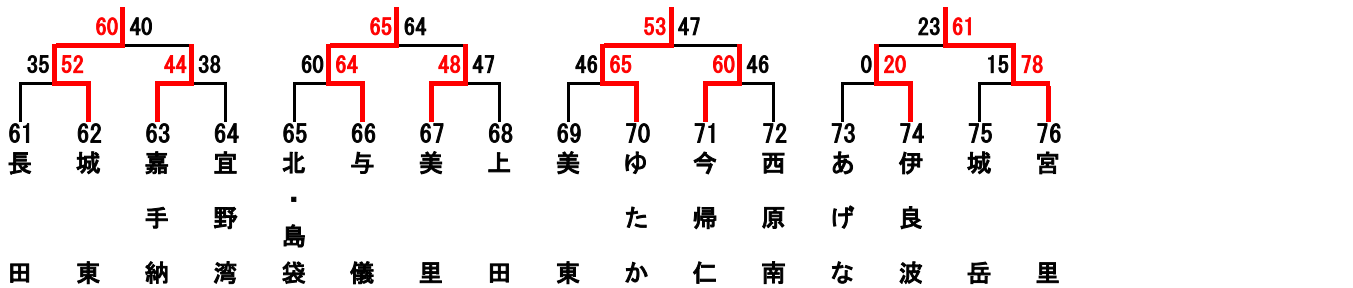 60 40 65 64 53 47 23 61
35 52 44 38 60 64 48 47 46 65 60 46 0 20 15 78
61 62 63 64 65 66 67 68 69 70 71 72 73 74 75 76
長田
城東
嘉手納
宜野湾
北・島袋
与儀
美里
上田
美東
ゆたか
今帰仁
西原南
あげな
伊良波
城岳
宮里